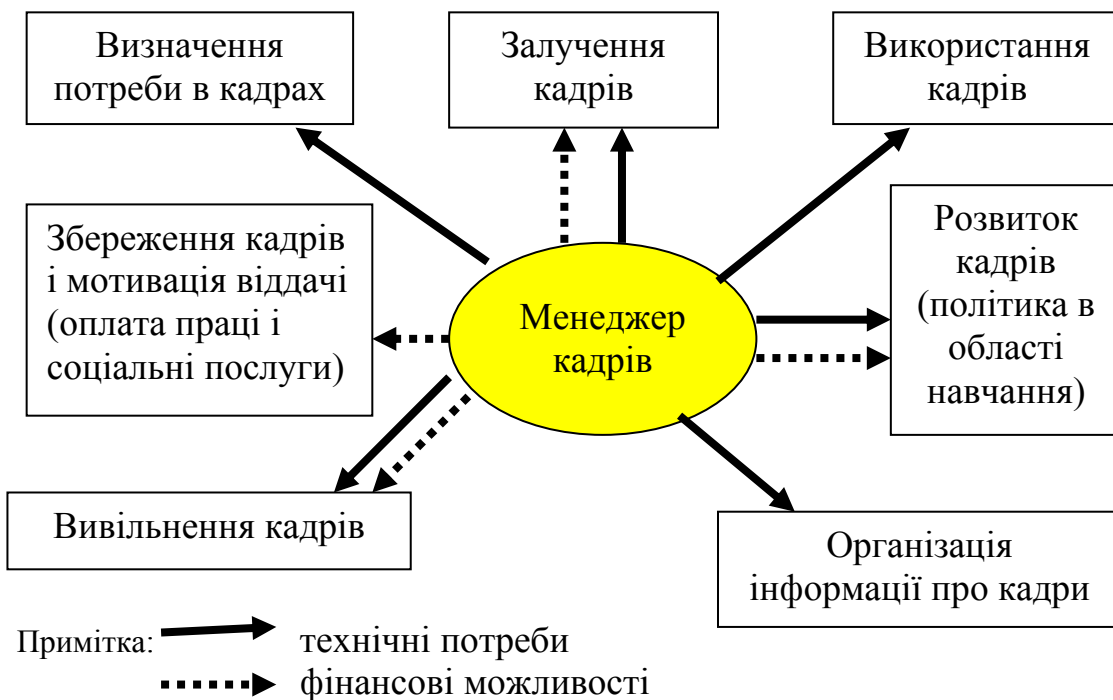 Визначення
потреби в кадрах
Залучення
кадрів
Використання
кадрів
Збереження кадрів
і мотивація віддачі
(оплата праці і
соціальні послуги)
Менеджер
кадрів
Розвиток
кадрів
(політика в
області
навчання)
Вивільнення кадрів
Організація
інформації про кадри
Примітка:
технічні потреби
фінансові можливості